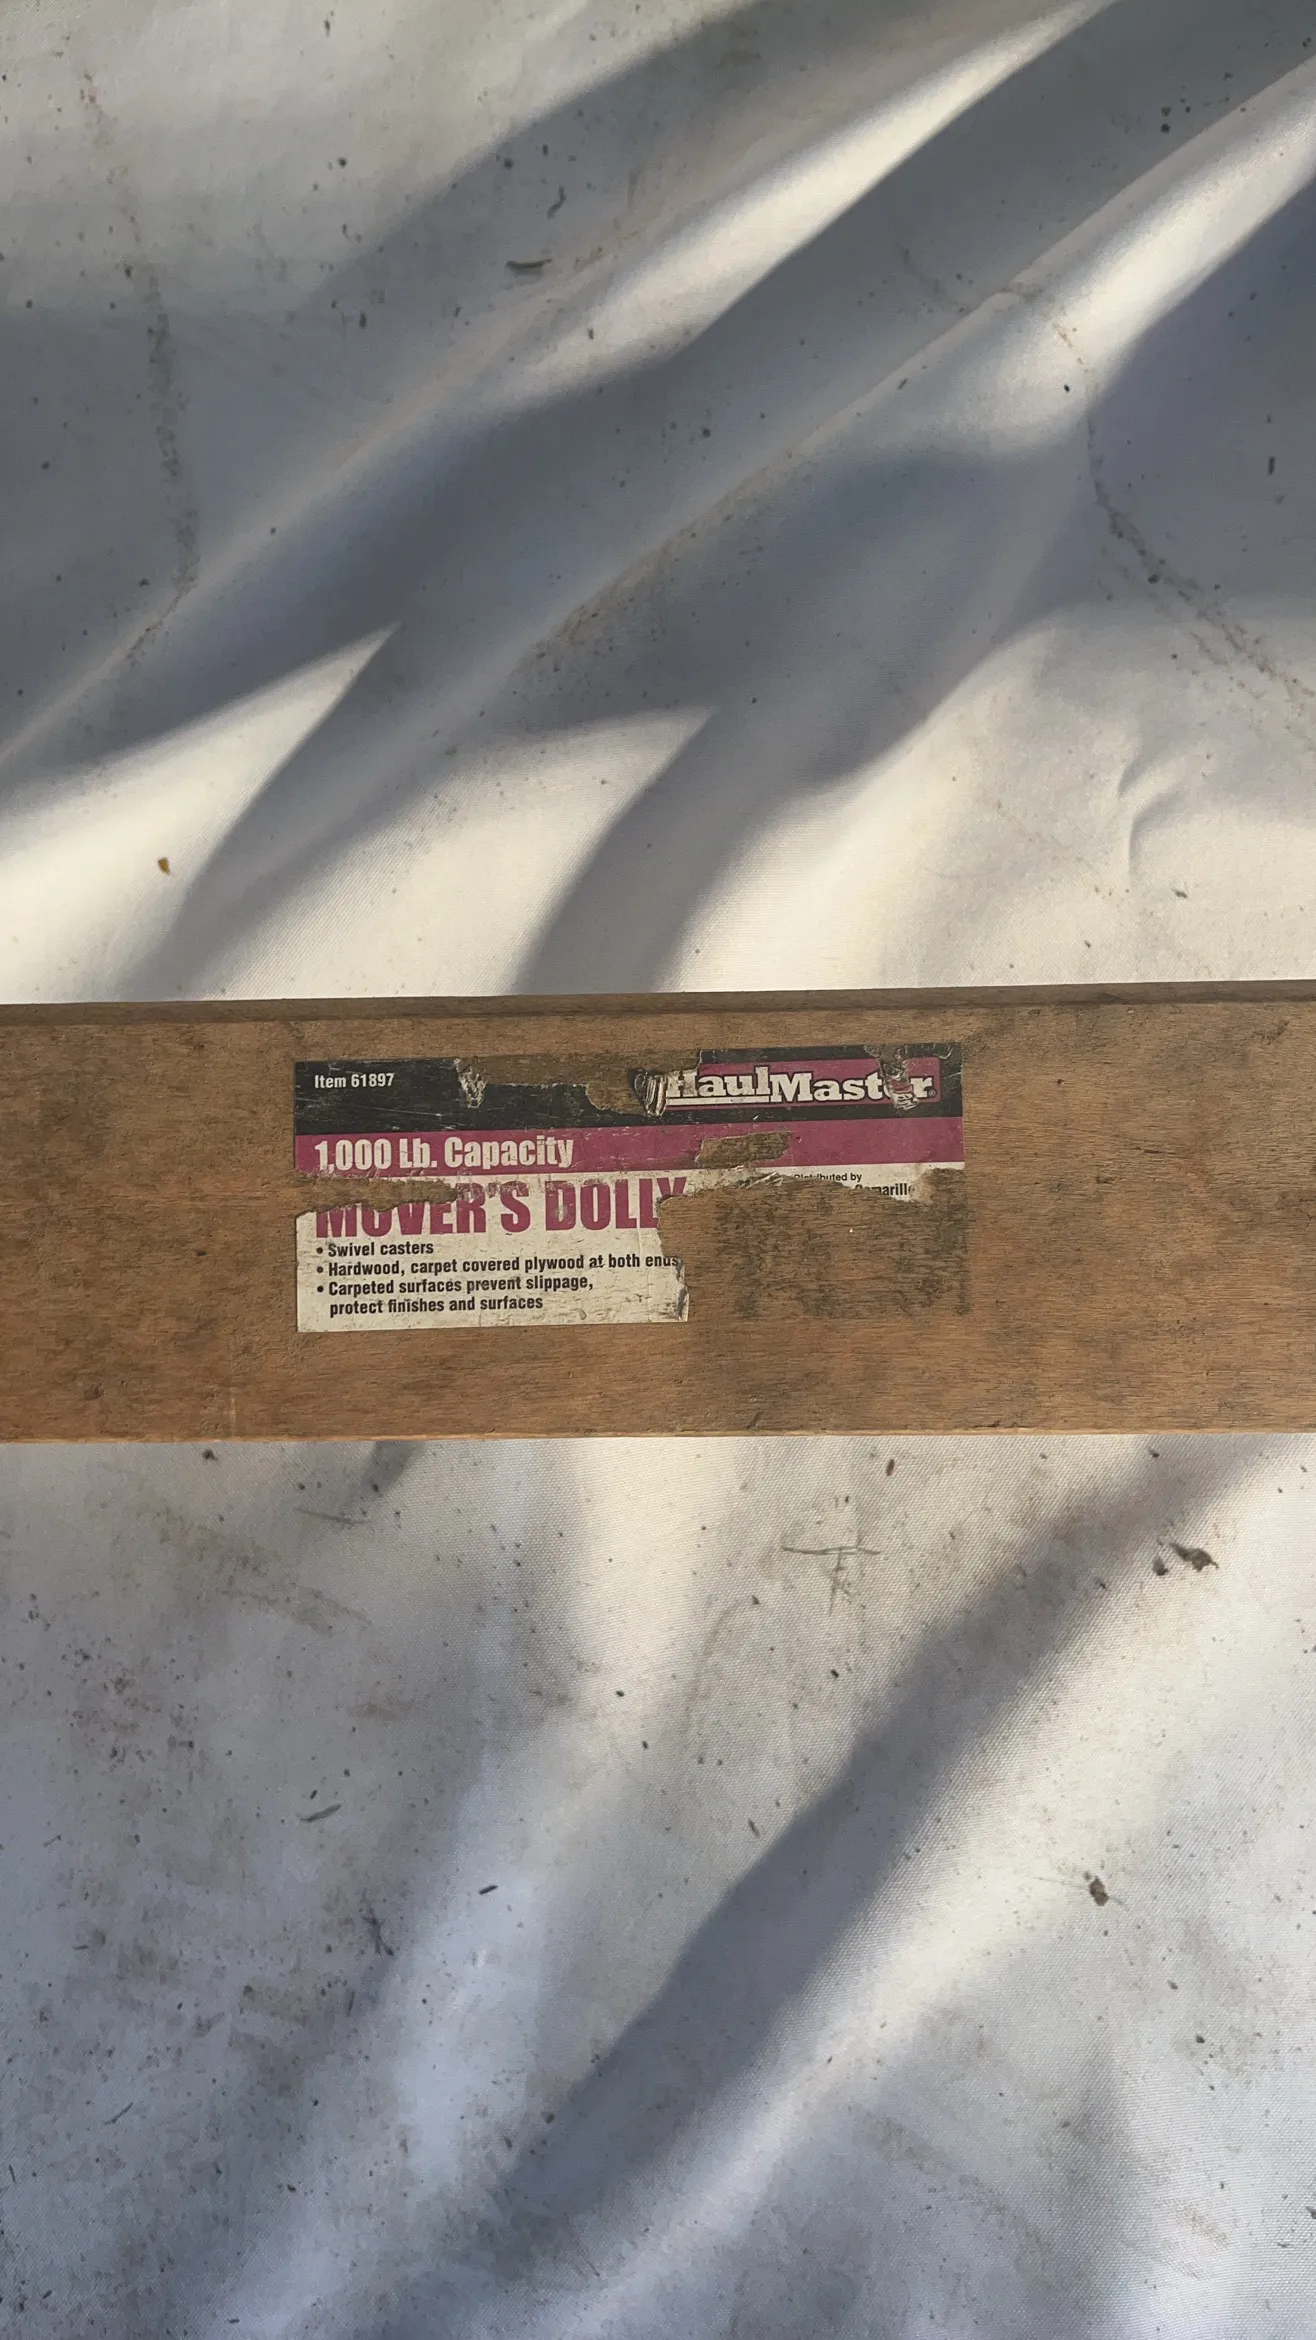 Item 61897
HaulMaster
1,000 Lb. Capacity
MOVER'S DOLLY
Distributed by
• Swivel casters
• Hardwood, carpet covered plywood at both ends
• Carpeted surfaces prevent slippage,
protect finishes and surfaces